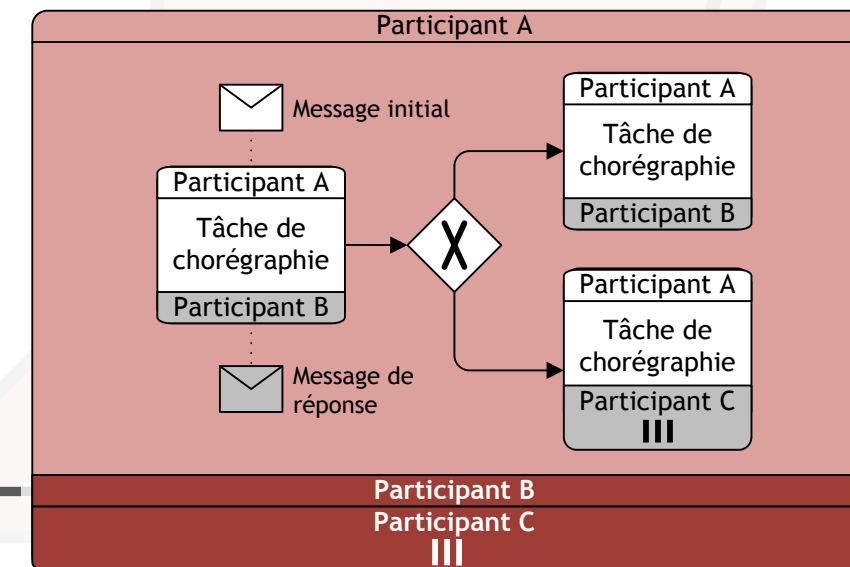 Participant A
Message initial
Participant A
Tâche de
chorégraphie
Participant B
Message de
réponse
X
Participant A
Tâche de
chorégraphie
Participant B
Participant A
Tâche de
chorégraphie
Participant C
Participant B
Participant C